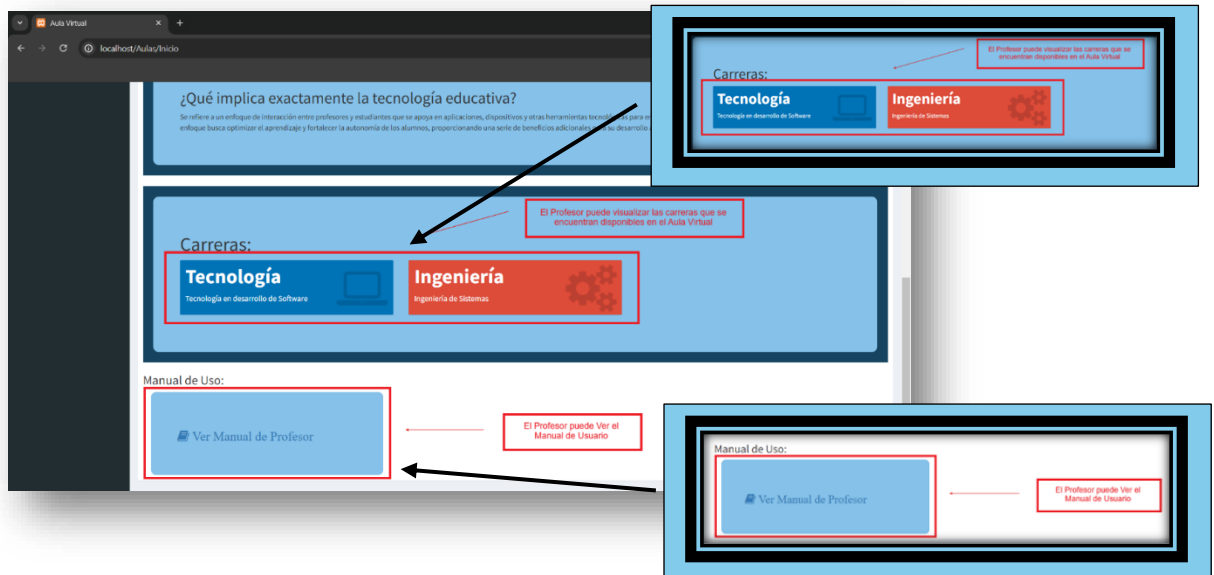 Aula Virtual
localhost/Aulas/Inicio
¿Qué implica exactamente la tecnología educativa?
Se refiere a un enfoque de interacción entre profesores y estudiantes que se apoya en aplicaciones, dispositivos y otras herramientas tecnológicas para
enfoque busca optimizar el aprendizaje y fortalecer la autonomía de los alumnos, proporcionando una serie de beneficios adicionales para su desarrollo
El Profesor puede visualizar las carreras que se
encuentran disponibles en el Aula Virtual
Carreras:
Tecnología
Tecnología en desarrollo de Software
Ingeniería
Ingeniería de Sistemas
Manual de Uso:
Ver Manual de Profesor
El Profesor puede Ver el
Manual de Usuario
El Profesor puede visualizar las carreras que se
encuentran disponibles en el Aula Virtual
Carreras:
Tecnología
Tecnología en desarrollo de Software
Ingeniería
Ingeniería de Sistemas
Manual de Uso:
Ver Manual de Profesor
El Profesor puede Ver el
Manual de Usuario